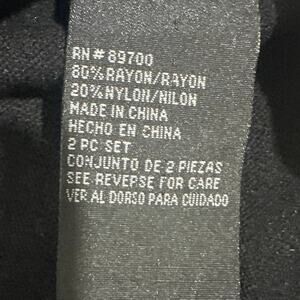 RN# 89700
80% RAYON/RAYON
20% NYLON/NILON
MADE IN CHINA
HECHO EN CHINA
2 PC SET
CONJUNTO DE 2 PIEZAS
SEE REVERSE FOR CARE
VER AL DORSO PARA CUIDADO